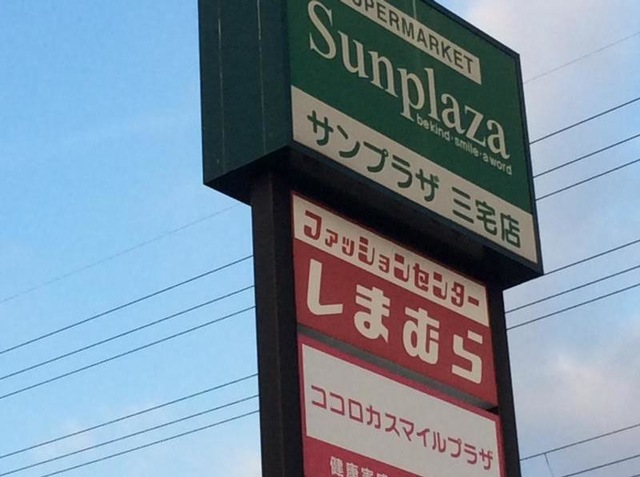 SUPERMARKET
Sunplaza
be kind・smile・a word
サンプラザ 三宅店
ファッションセンター
しまむら
ココロカスマイルプラザ